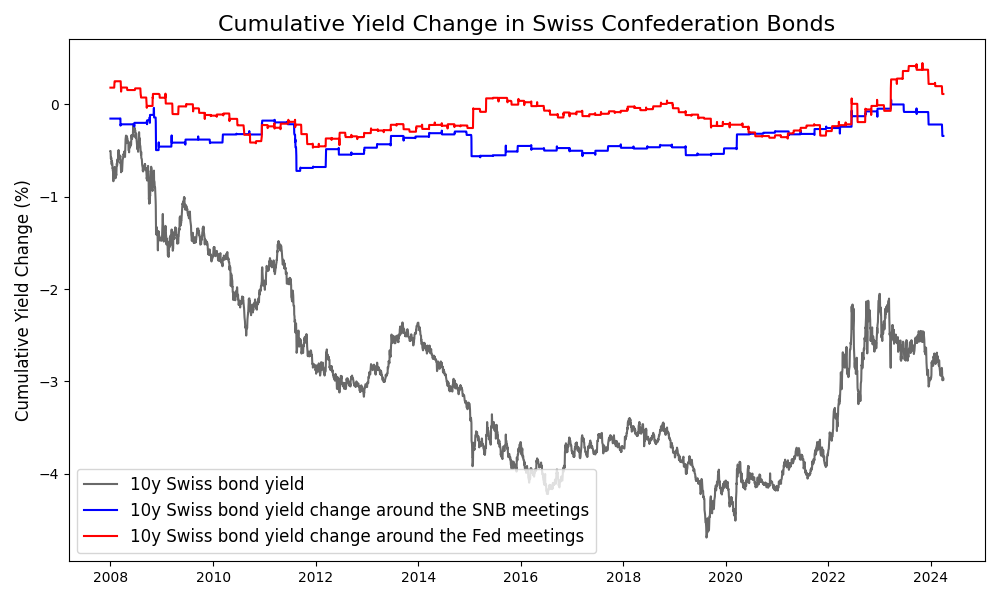 Cumulative Yield Change in Swiss Confederation Bonds
Cumulative Yield Change (%)
0
−1
−2
−3
−4
10y Swiss bond yield
10y Swiss bond yield change around the SNB meetings
10y Swiss bond yield change around the Fed meetings
2008 2010 2012 2014 2016 2018 2020 2022 2024